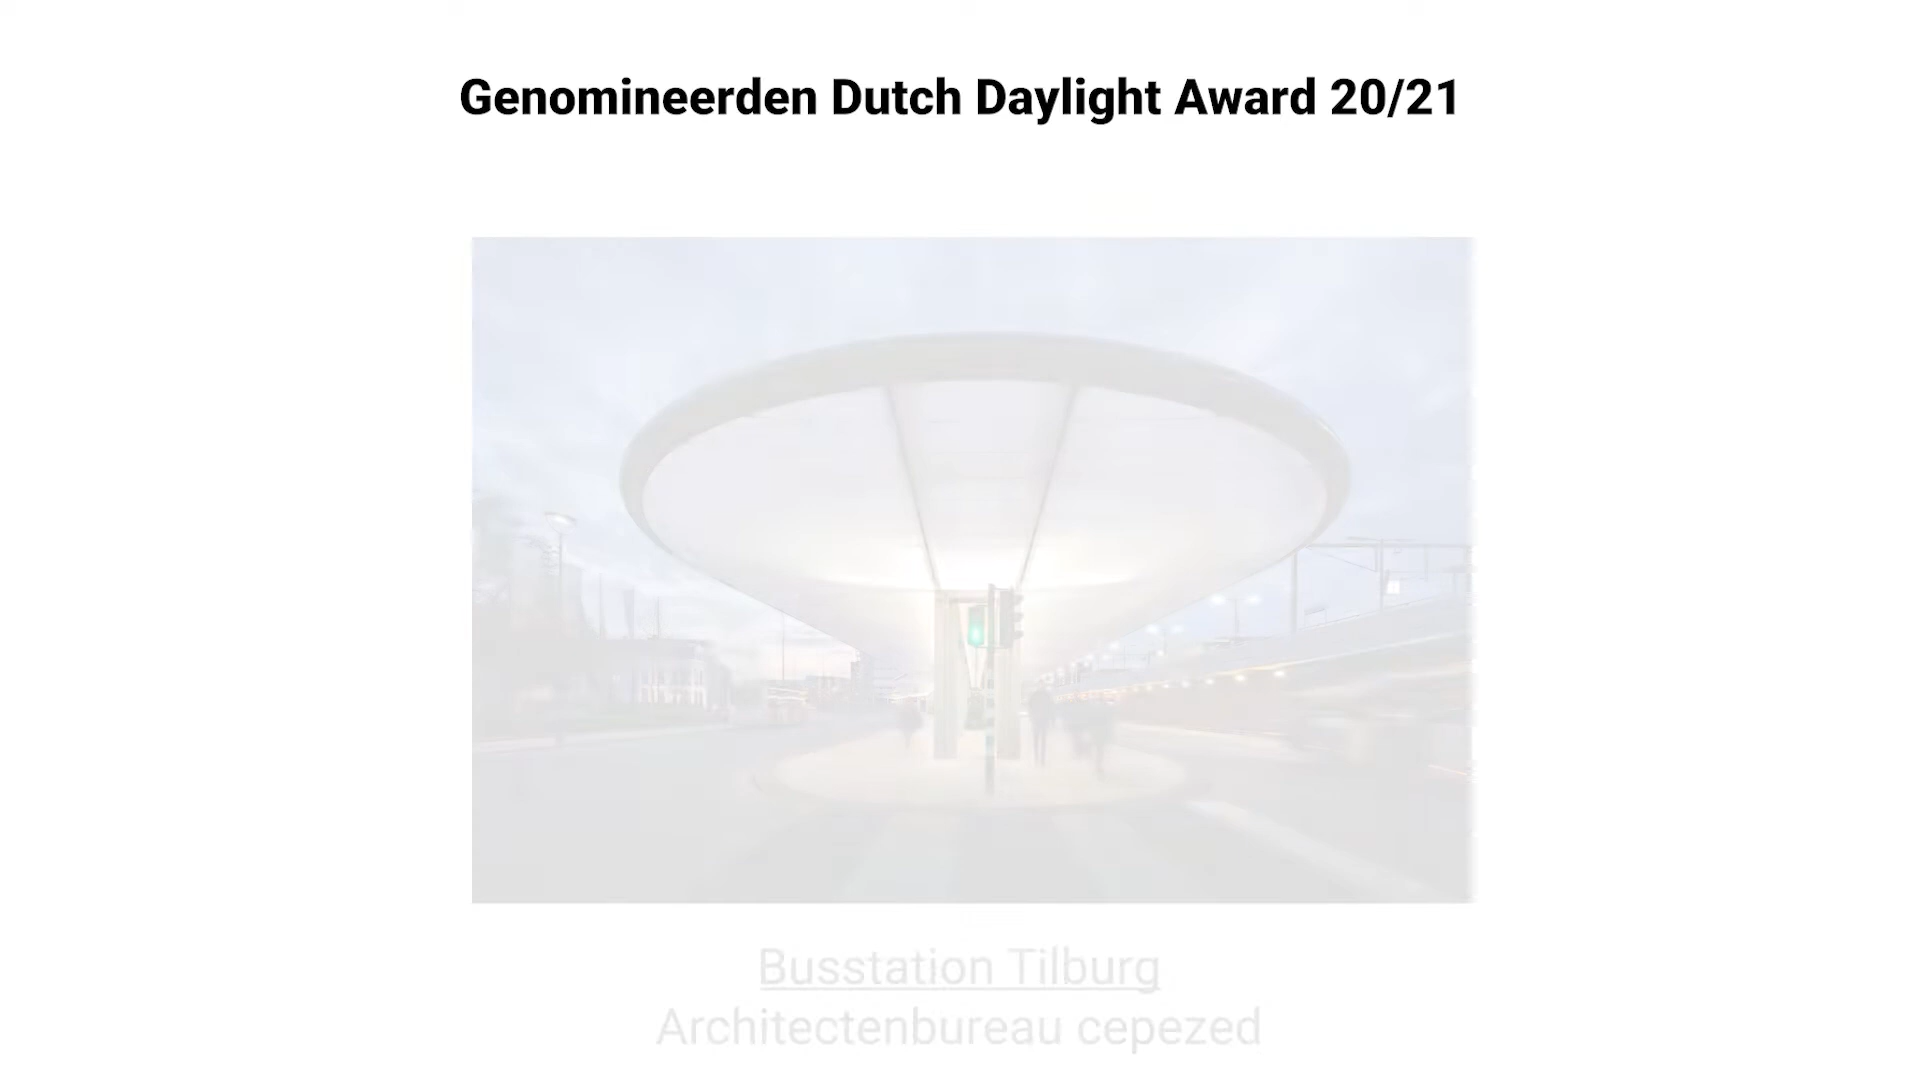 Genomineerden Dutch Daylight Award 20/21
Busstation Tilburg
Architectenbureau cepezed